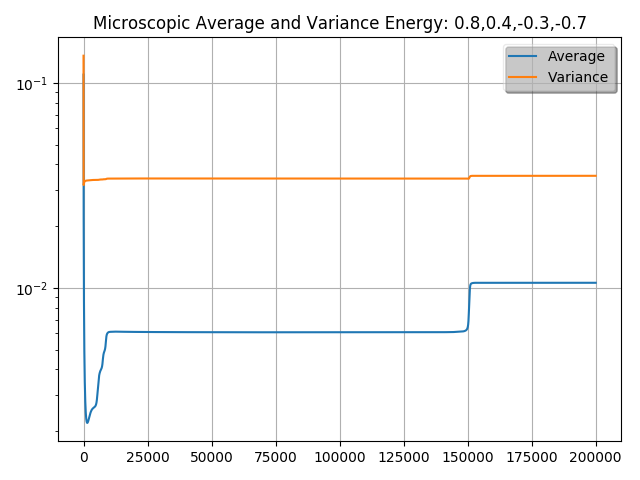 Microscopic Average and Variance Energy: 0.8,0.4,-0.3,-0.7
Average
Variance
10⁻¹
10⁻²
0 25000 50000 75000 100000 125000 150000 175000 200000